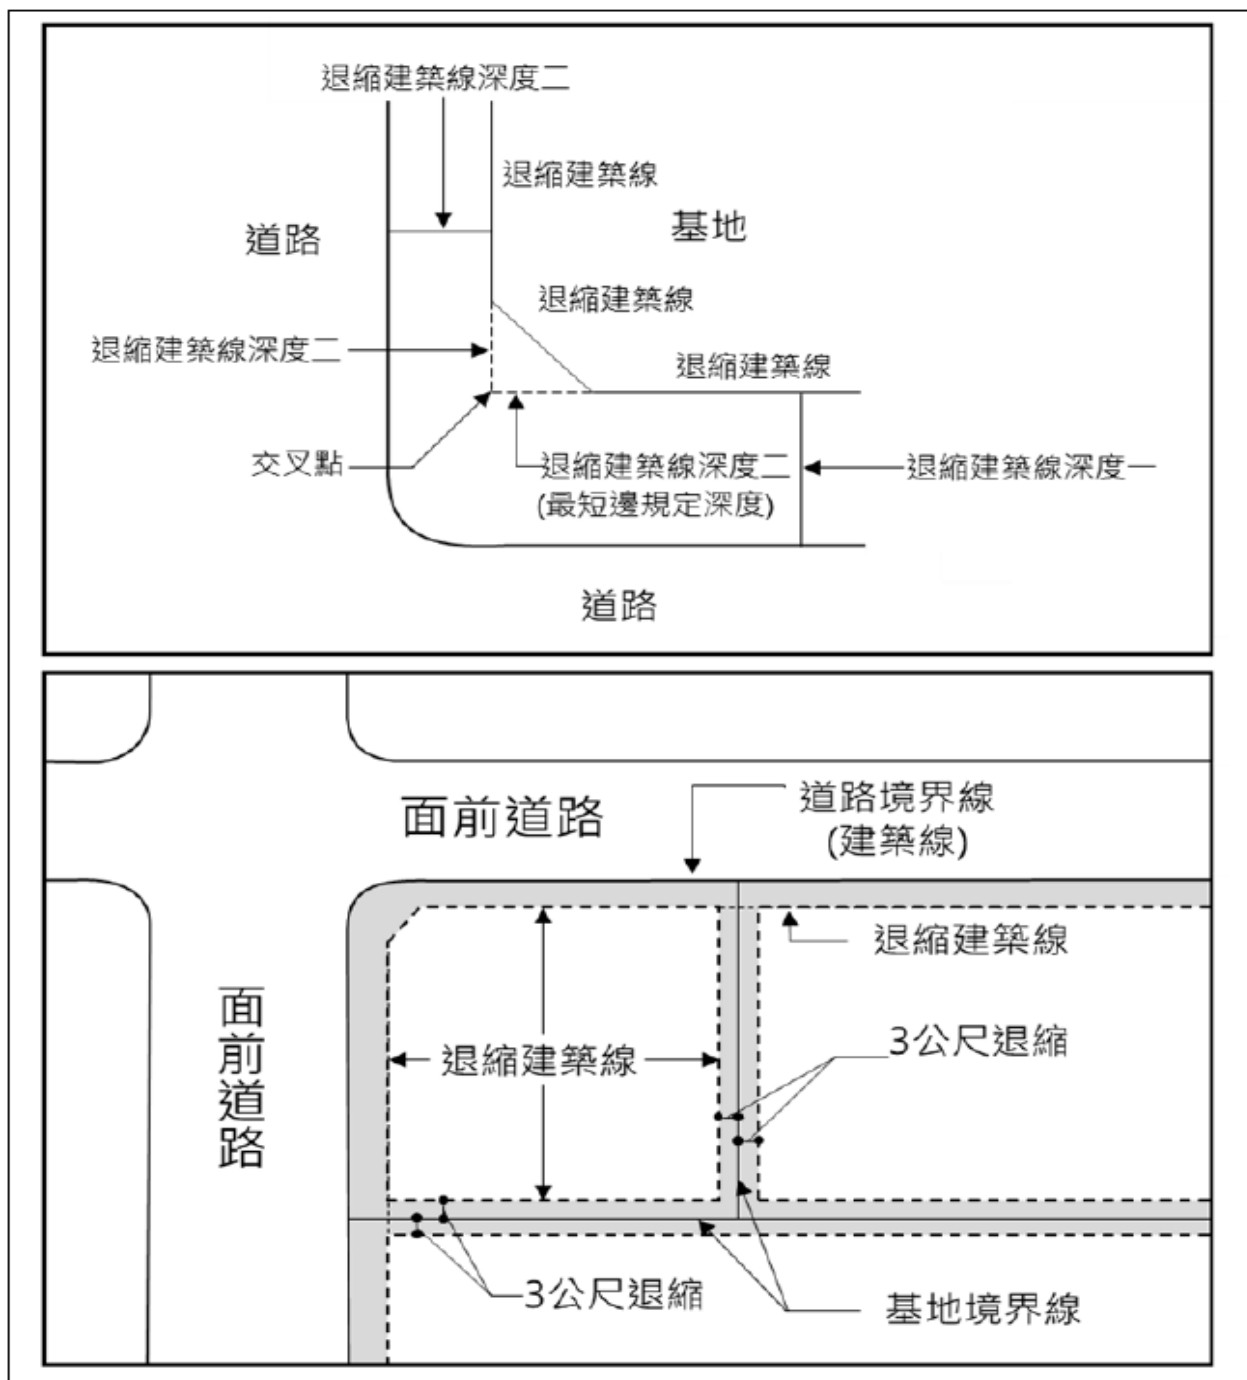 退縮建築線深度二
退縮建築線
道路
基地
退縮建築線
退縮建築線深度二
退縮建築線
交叉點
退縮建築線深度二
(最短邊規定深度)
退縮建築線深度一
道路
面前道路
道路境界線
(建築線)
退縮建築線
面前道路
退縮建築線
3公尺退縮
3公尺退縮
基地境界線